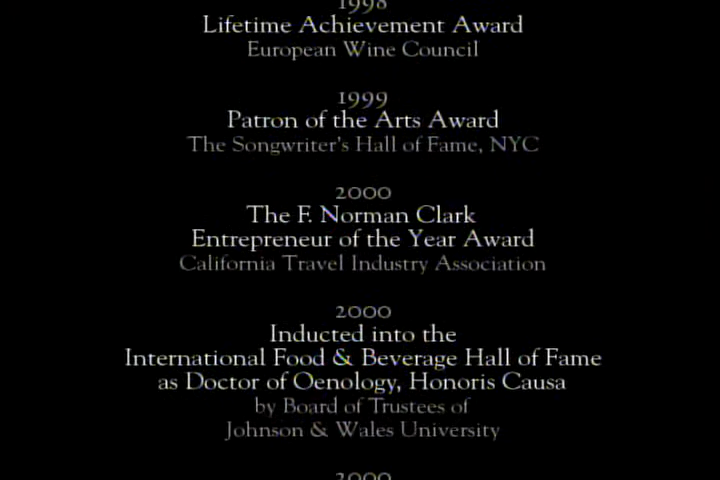 1998
Lifetime Achievement Award
European Wine Council
1999
Patron of the Arts Award
The Songwriter's Hall of Fame, NYC
2000
The F. Norman Clark
Entrepreneur of the Year Award
California Travel Industry Association
2000
Inducted into the
International Food & Beverage Hall of Fame
as Doctor of Oenology, Honoris Causa
by Board of Trustees of
Johnson & Wales University
2000